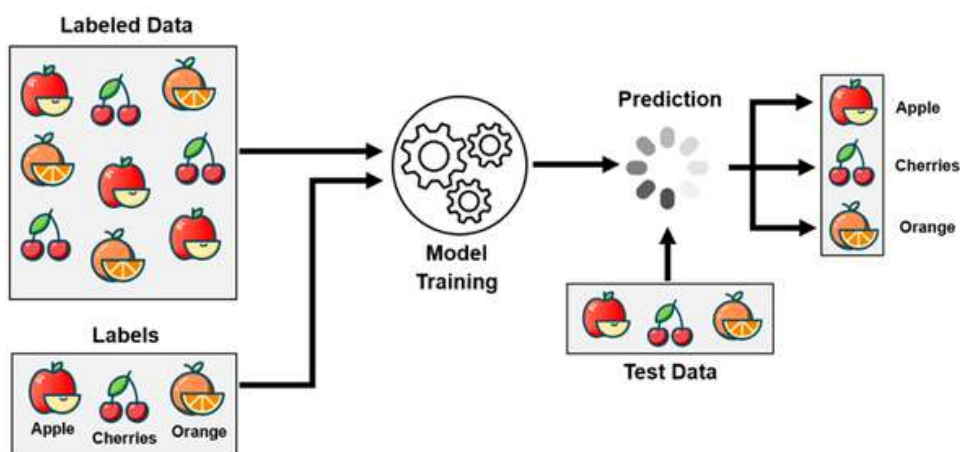 Labeled Data
Labels
Apple
Cherries
Orange
Model
Training
Prediction
Test Data
Apple
Cherries
Orange